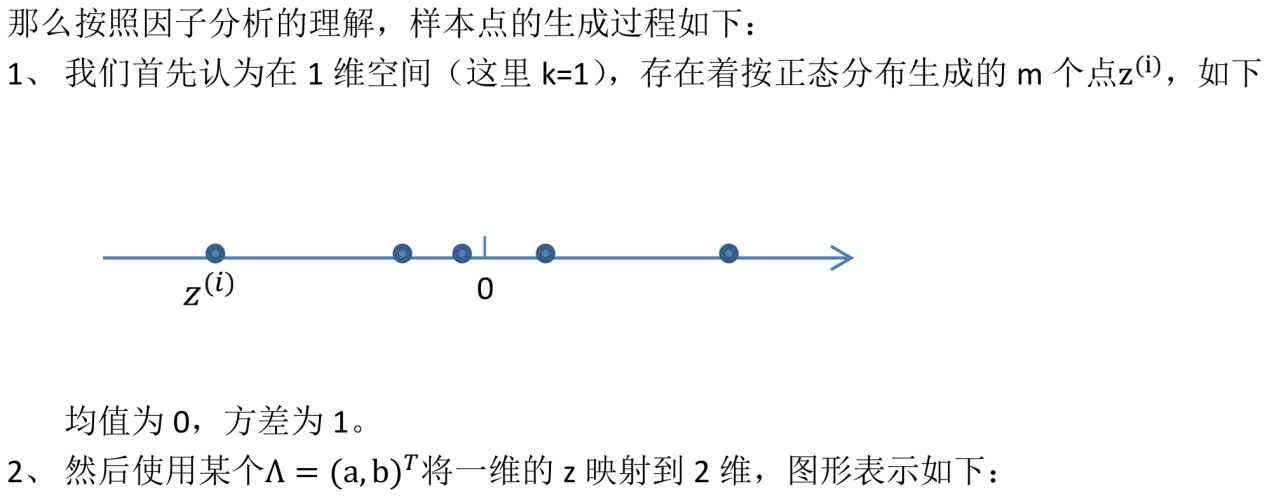 那么按照因子分析的理解，样本点的生成过程如下：
1、 我们首先认为在 1 维空间（这里 k=1），存在着按正态分布生成的 m 个点z⁽ⁱ⁾，如下
z⁽ⁱ⁾ 0
均值为 0，方差为 1。
2、 然后使用某个Λ = (a, b)ᵀ将一维的 z 映射到 2 维，图形表示如下：